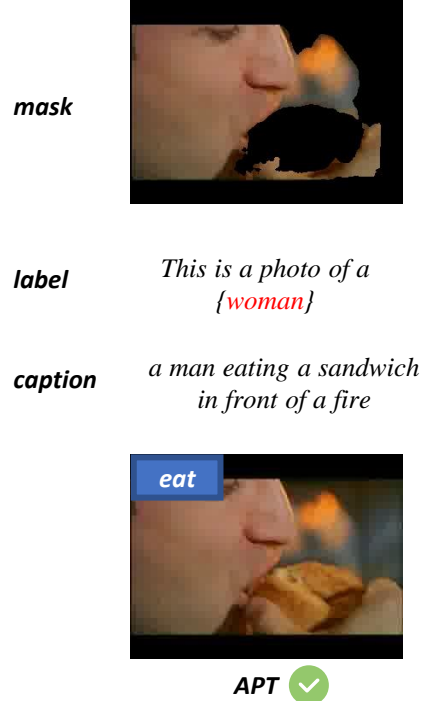 mask
label
This is a photo of a
{woman}
caption
a man eating a sandwich
in front of a fire
eat
APT